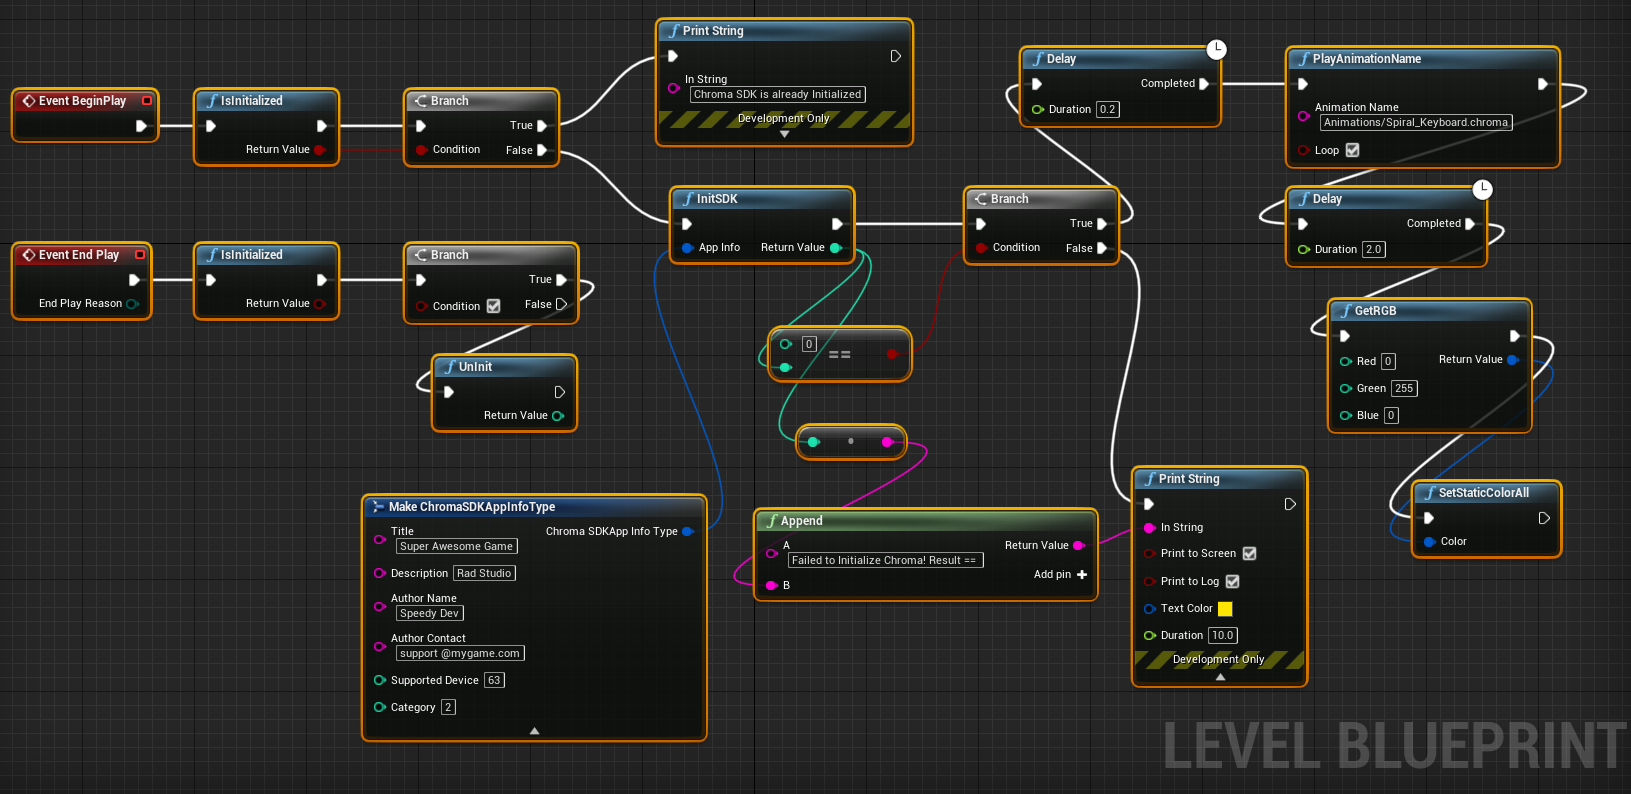 Event BeginPlay
IsInitialized
Return Value
Branch
Condition
True
False
Print String
In String
Chroma SDK is already Initialized
Development Only
InitSDK
App Info
Return Value
Branch
Condition
True
False
Delay
Completed
Duration 0.2
PlayAnimationName
Animation Name
Animations/Spiral_Keyboard.chroma
Loop
Delay
Completed
Duration 2.0
GetRGB
Red 0
Return Value
Green 255
Blue 0
SetStaticColorAll
Color
Event End Play
End Play Reason
IsInitialized
Return Value
Branch
True
Condition
False
UnInit
Return Value
0
==
Make ChromaSDKAppInfoType
Title
Super Awesome Game
Chroma SDKApp Info Type
Description Rad Studio
Author Name
Speedy Dev
Author Contact
support @mygame.com
Supported Device 63
Category 2
Append
A
Failed to Initialize Chroma! Result ==
Return Value
Add pin +
B
Print String
In String
Print to Screen
Print to Log
Text Color
Duration 10.0
Development Only
LEVEL BLUEPRINT